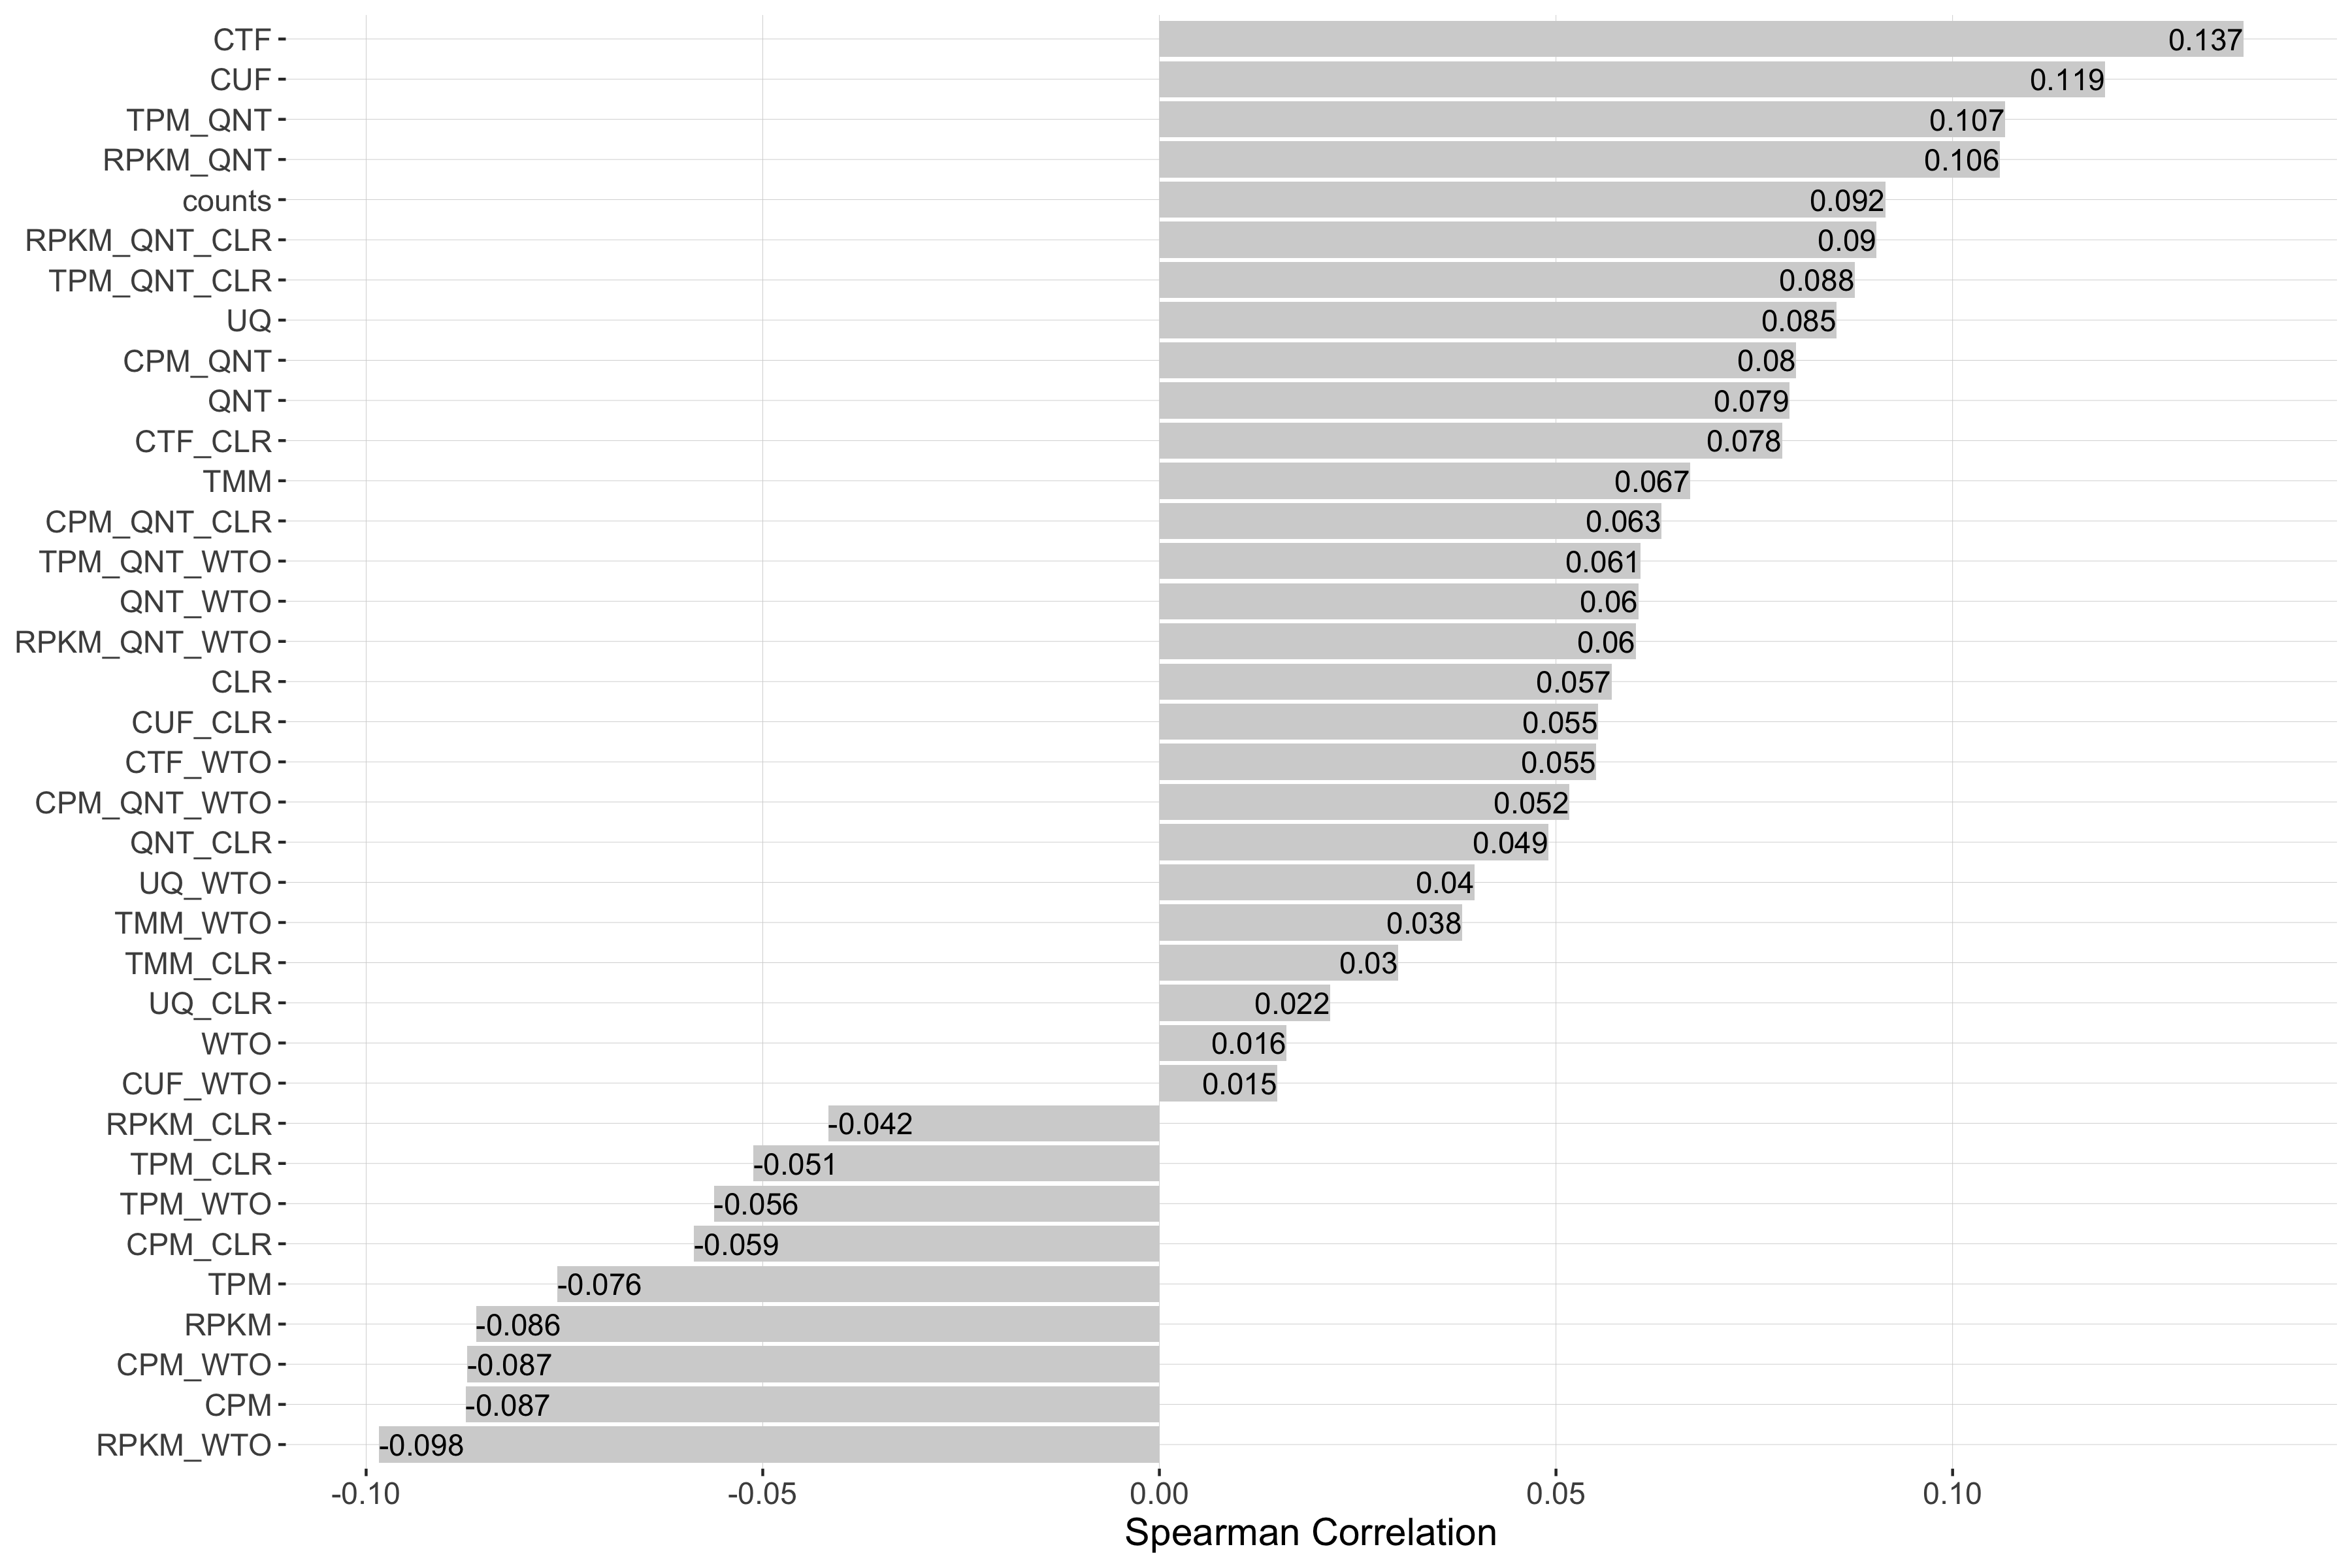 CTF 0.137
CUF 0.119
TPM_QNT 0.107
RPKM_QNT 0.106
counts 0.092
RPKM_QNT_CLR 0.09
TPM_QNT_CLR 0.088
UQ 0.085
CPM_QNT 0.08
QNT 0.079
CTF_CLR 0.078
TMM 0.067
CPM_QNT_CLR 0.063
TPM_QNT_WTO 0.061
QNT_WTO 0.06
RPKM_QNT_WTO 0.06
CLR 0.057
CUF_CLR 0.055
CTF_WTO 0.055
CPM_QNT_WTO 0.052
QNT_CLR 0.049
UQ_WTO 0.04
TMM_WTO 0.038
TMM_CLR 0.03
UQ_CLR 0.022
WTO 0.016
CUF_WTO 0.015
RPKM_CLR -0.042
TPM_CLR -0.051
TPM_WTO -0.056
CPM_CLR -0.059
TPM -0.076
RPKM -0.086
CPM_WTO -0.087
CPM -0.087
RPKM_WTO -0.098
-0.10 -0.05 0.00 0.05 0.10
Spearman Correlation